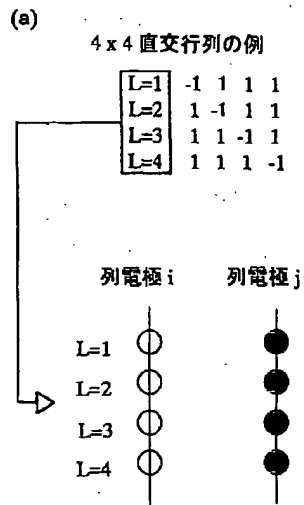 (a)
4 x 4 直交行列の例
L=1 -1 1 1 1
L=2 1 -1 1 1
L=3 1 1 -1 1
L=4 1 1 1 -1
列電極 i 列電極 j
L=1
L=2
L=3
L=4